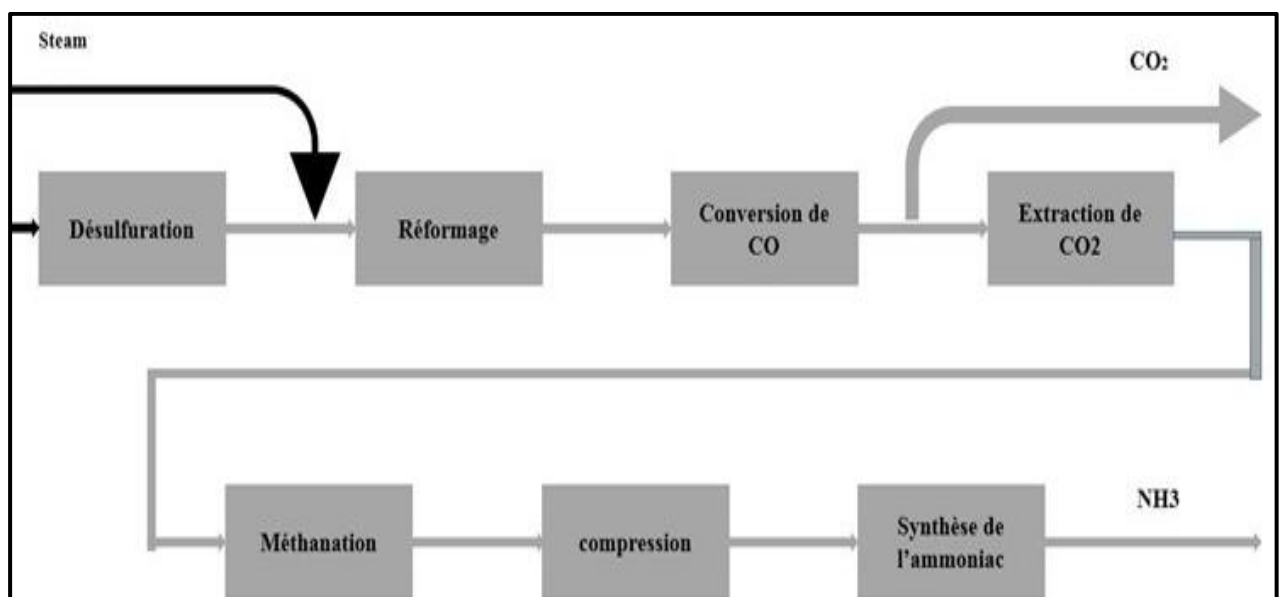 Steam
CO₂
Désulfuration
Réformage
Conversion de
CO
Extraction de
CO2
Méthanation
compression
Synthèse de
l’ammoniac
NH3